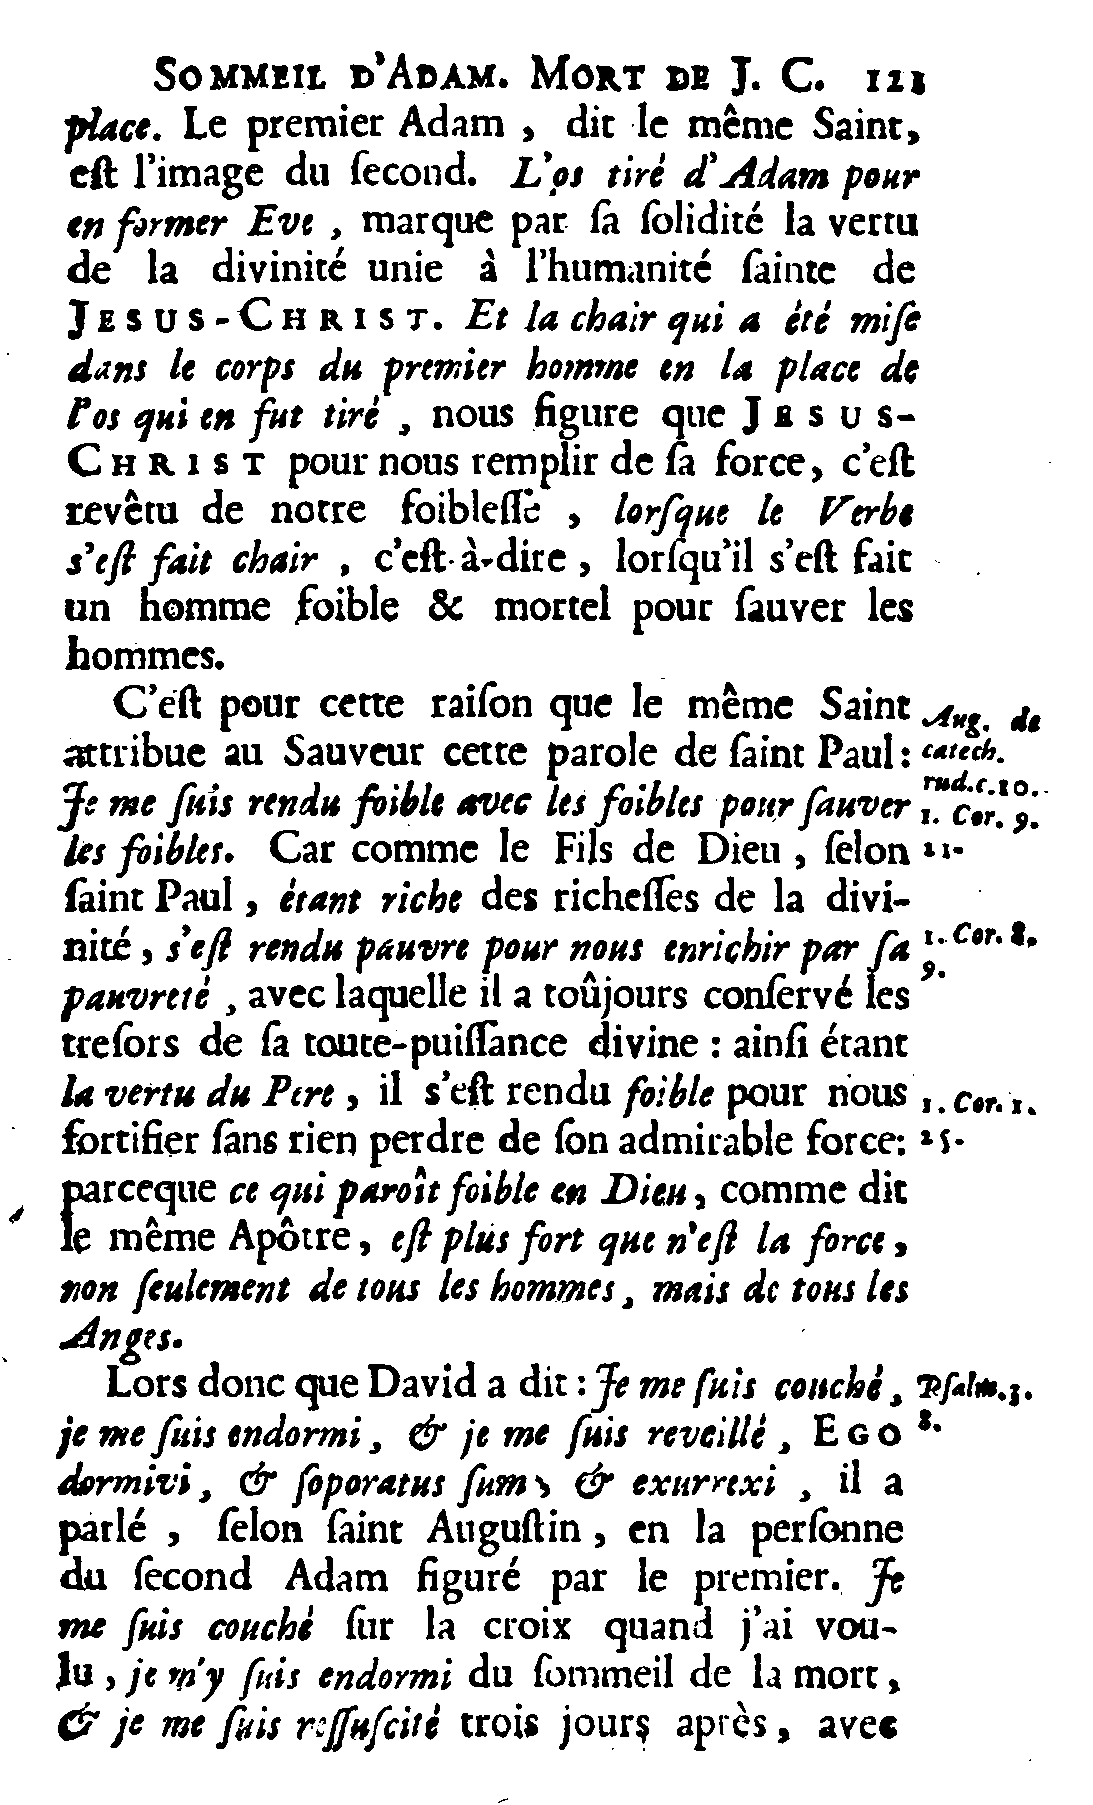 SOMMEIL D'ADAM. MORT DE J. C. 121
place. Le premier Adam , dit le même Saint,
eſt l'image du ſecond. L'os tiré d'Adam pour
en former Eve , marque par ſa ſolidité la vertu
de la divinité unie à l'humanité ſainte de
JESUS-CHRIST. Et la chair qui a été miſe
dans le corps du premier homme en la place de
l'os qui en fut tiré , nous figure que JESUS-
CHRIST pour nous remplir de ſa force, c'eſt
revêtu de notre foibleſſe , lorſque le Verbe
s'eſt fait chair , c'eſt-à-dire , lorſqu'il s'eſt fait
un homme foible & mortel pour ſauver les
hommes.
C'eſt pour cette raiſon que le même Saint
attribue au Sauveur cette parole de ſaint Paul :
Je me ſuis rendu foible avec les foibles pour ſauver
les foibles. Car comme le Fils de Dieu , ſelon
ſaint Paul , étant riche des richeſſes de la divi-
nité , s'eſt rendu pauvre pour nous enrichir par ſa
pauvreté , avec laquelle il a toûjours conſervé les
treſors de ſa toute-puiſſance divine : ainſi étant
la vertu du Pere , il s'eſt rendu foible pour nous
fortifier ſans rien perdre de ſon admirable force:
parceque ce qui paroît foible en Dieu, comme dit
le même Apôtre, eſt plus fort que n'eſt la force ,
non ſeulement de tous les hommes, mais de tous les
Anges.
Lors donc que David a dit : Je me ſuis couché ,
je me ſuis endormi , & je me ſuis reveillé , EGO
dormivi , & ſoporatus ſum , & exurrexi , il a
parlé , ſelon ſaint Auguſtin , en la perſonne
du ſecond Adam figuré par le premier. Je
me ſuis couché ſur la croix quand j'ai vou-
lu , je m'y ſuis endormi du ſommeil de la mort ,
& je me ſuis reſſuſcité trois jours après , avec
Aug. de
catech.
rud.c.10.
1. Cor. 9.
21.
1. Cor. 8.
9.
1. Cor. 1.
25.
Pſalm. 3.
8.